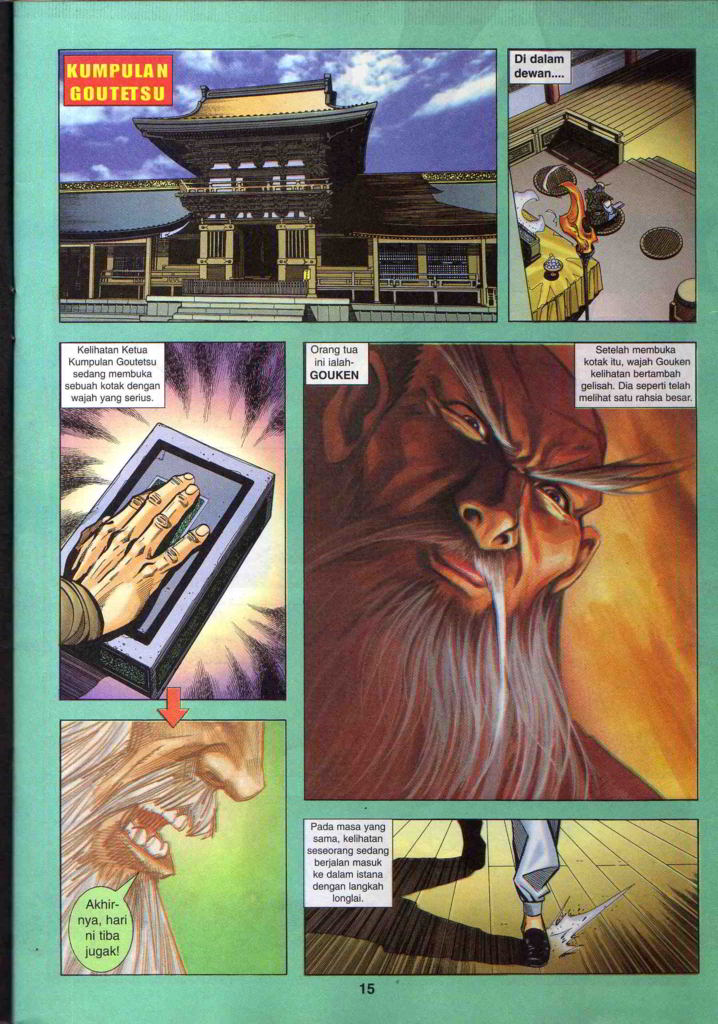 KUMPULAN
GOUTETSU
Di dalam
dewan....
Kelihatan Ketua
Kumpulan Goutetsu
sedang membuka
sebuah kotak dengan
wajah yang serius.
Orang tua
ini ialah-
GOUKEN
Setelah membuka
kotak itu, wajah Gouken
kelihatan bertambah
gelisah. Dia seperti telah
melihat satu rahsia besar.
Akhir-
nya, hari
ni tiba
jugak!
Pada masa yang
sama, kelihatan
seseorang sedang
berjalan masuk
ke dalam istana
dengan langkah
longlai.
15